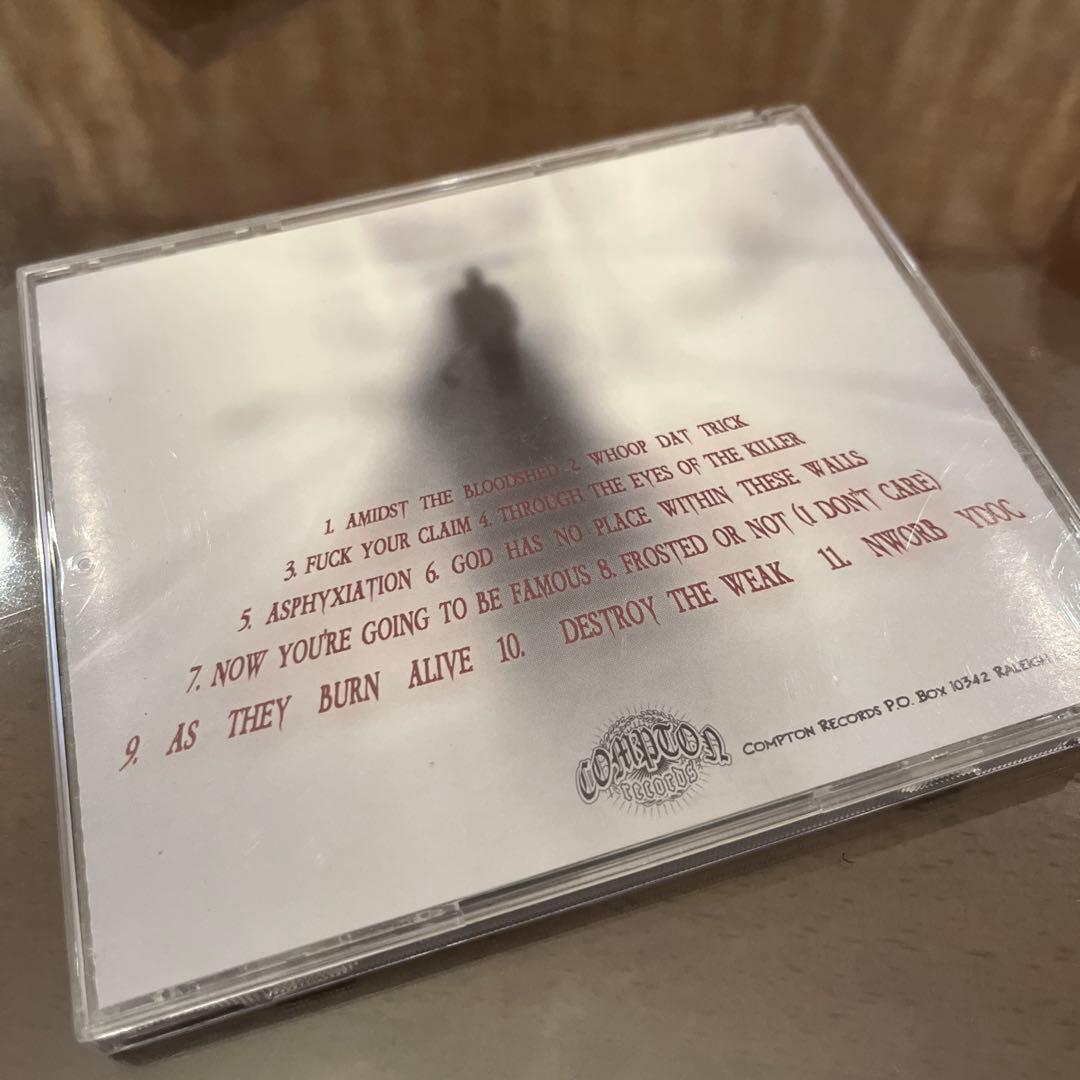 1. AMIDST THE BLOODSHED 2. WHOOP DAT TRICK
3. FUCK YOUR CLAIM 4. THROUGH THE EYES OF THE KILLER
5. ASPHYXIATION 6. GOD HAS NO PLACE WITHIN THESE WALLS
7. NOW YOU'RE GOING TO BE FAMOUS 8. FROSTED OR NOT (I DON'T CARE)
9. AS THEY BURN ALIVE 10. DESTROY THE WEAK 11. NWORB YDOC
COMPTON
records
COMPTON RECORDS P.O. BOX 10342 RALEIGH